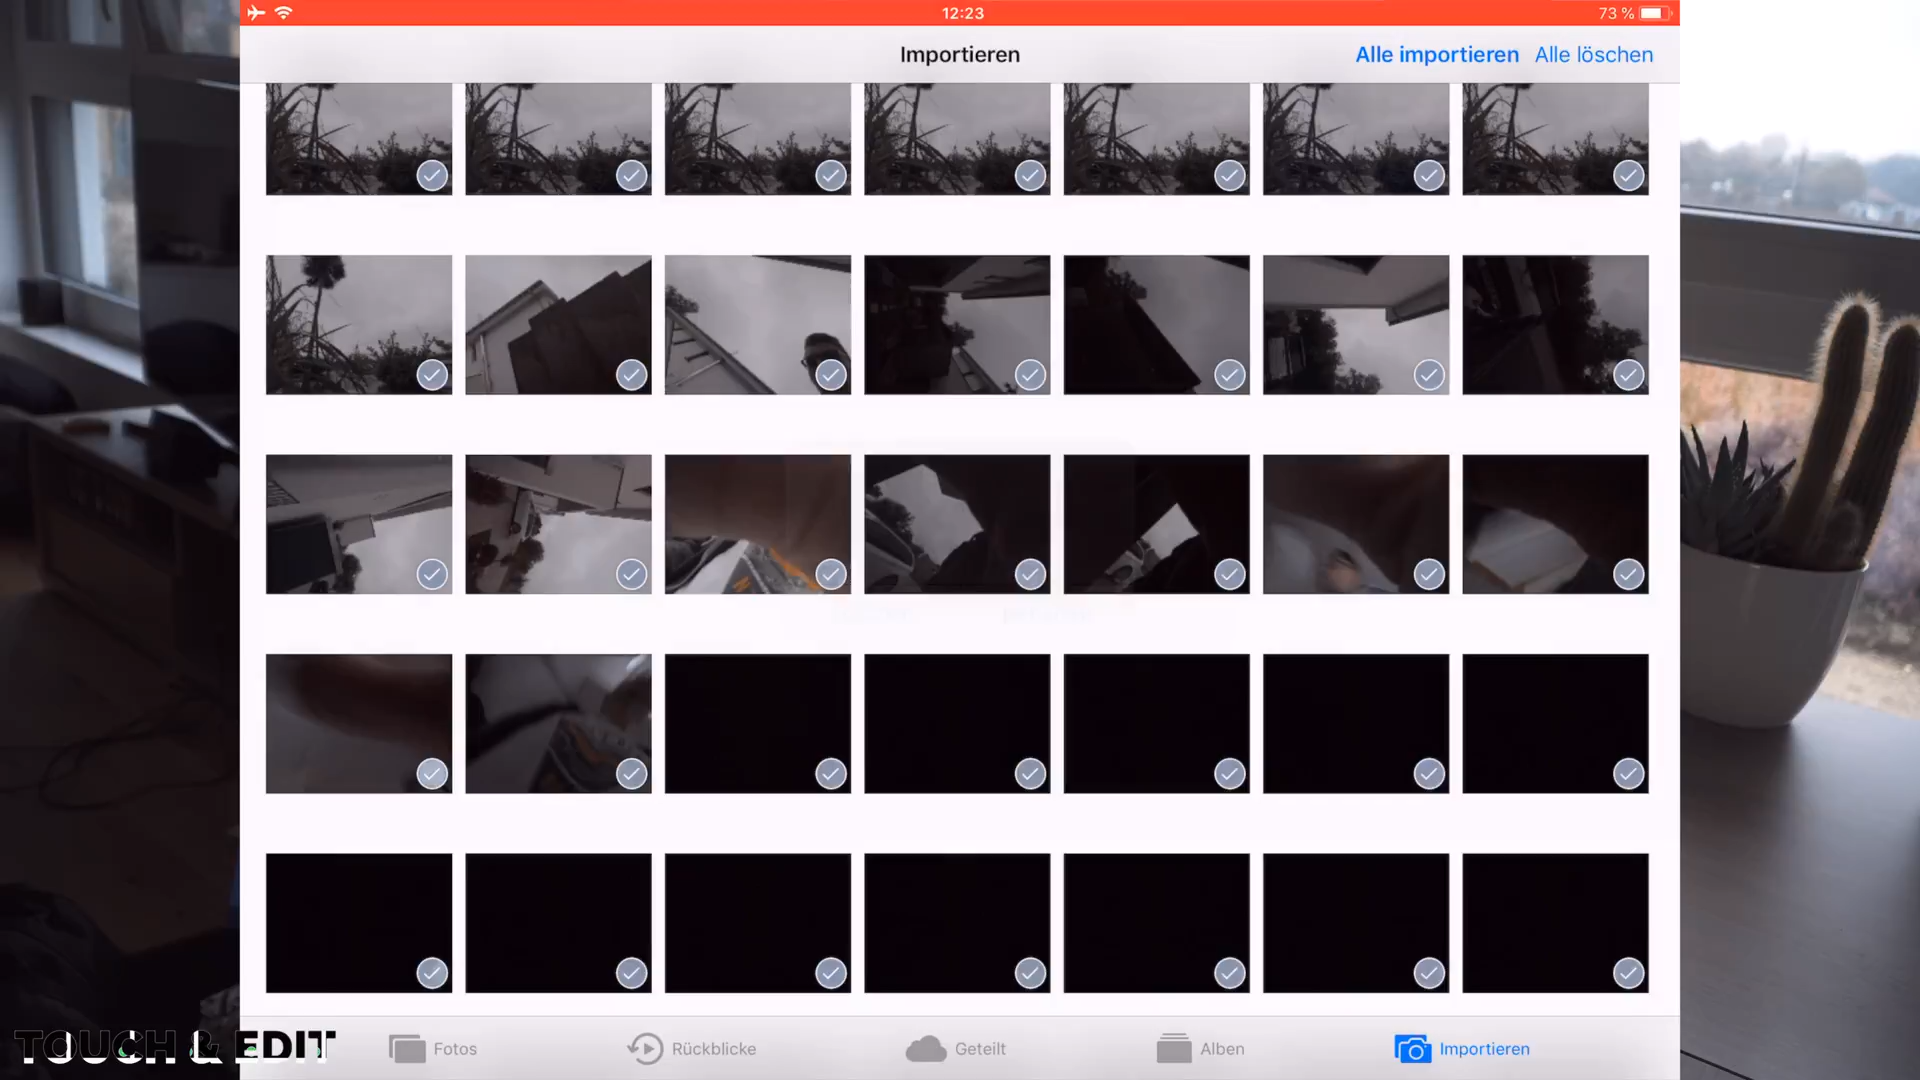 12:23
73 %
Importieren
Alle importieren
Alle löschen
TOUCH & EDIT
Fotos
Rückblicke
Geteilt
Alben
Importieren